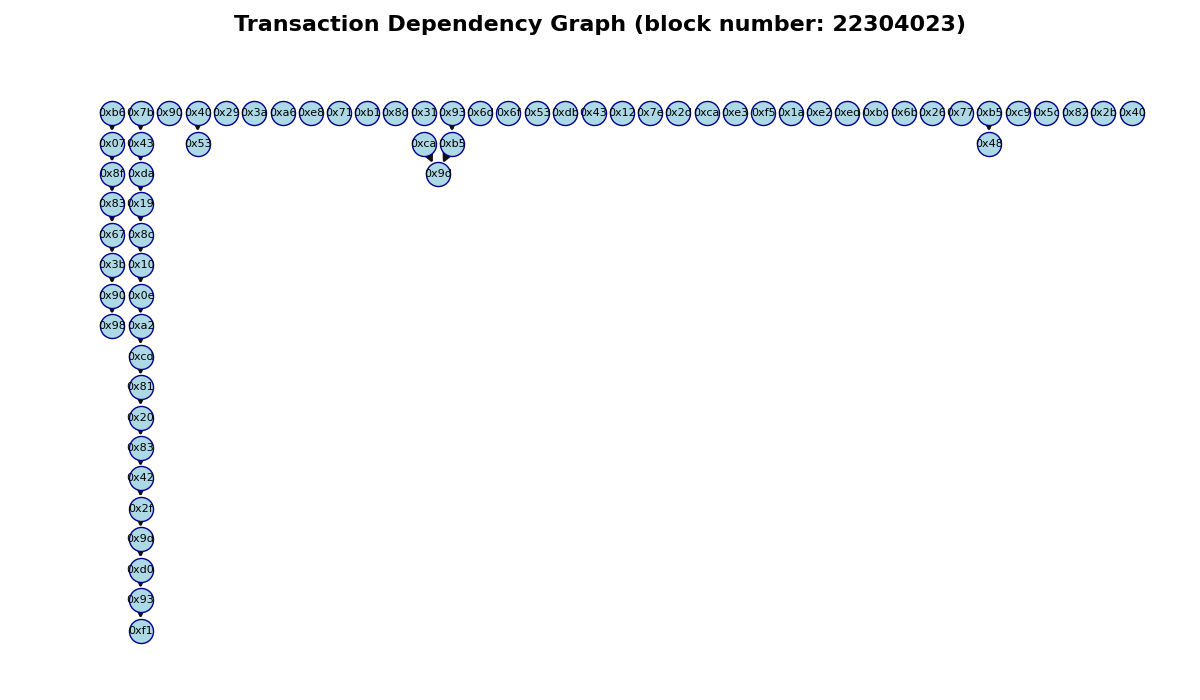 Transaction Dependency Graph (block number: 22304023)
0xb6 0x7b 0x90 0x40 0x29 0x3a 0xa6 0xe8 0x71 0xb1 0x8d 0x31 0x93 0x6d 0x6f 0x53 0xdb 0x43 0x12 0x7e 0x2d 0xca 0xe3 0xf5 0x1a 0xe2 0xed 0xbc 0x6b 0x26 0x77 0xb5 0xc9 0x5c 0x82 0x2b 0x40
0x07 0x43 0x53 0xca 0xb5 0x48
0x8f 0xda 0x9d
0x83 0x19
0x67 0x8c
0x3b 0x10
0x90 0x0e
0x98 0xa2
0xcd
0x81
0x20
0x83
0x42
0x2f
0x9d
0xd0
0x93
0xf1